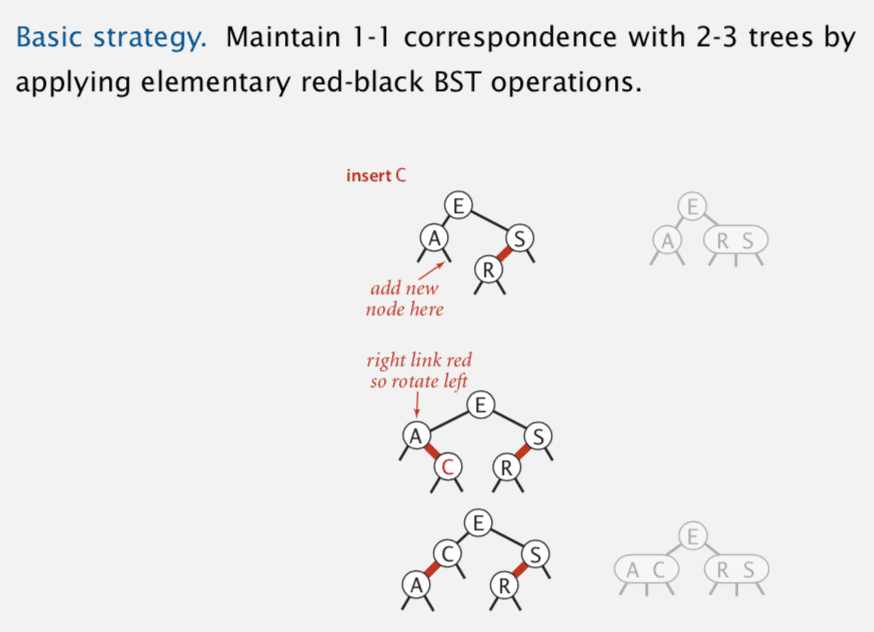 Basic strategy. Maintain 1-1 correspondence with 2-3 trees by
applying elementary red-black BST operations.
insert C
E
A S
R
add new
node here
E
A R S
right link red
so rotate left
E
A S
C R
E
C S
A R
E
A C R S